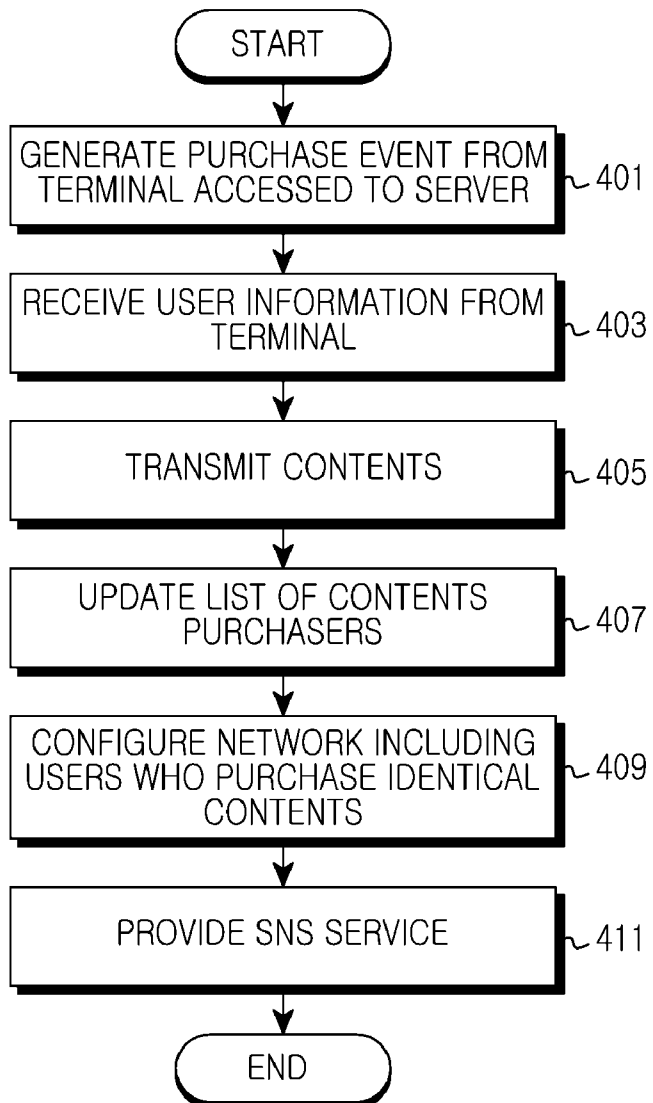 START
GENERATE PURCHASE EVENT FROM
TERMINAL ACCESSED TO SERVER
401
RECEIVE USER INFORMATION FROM
TERMINAL
403
TRANSMIT CONTENTS
405
UPDATE LIST OF CONTENTS
PURCHASERS
407
CONFIGURE NETWORK INCLUDING
USERS WHO PURCHASE IDENTICAL
CONTENTS
409
PROVIDE SNS SERVICE
411
END